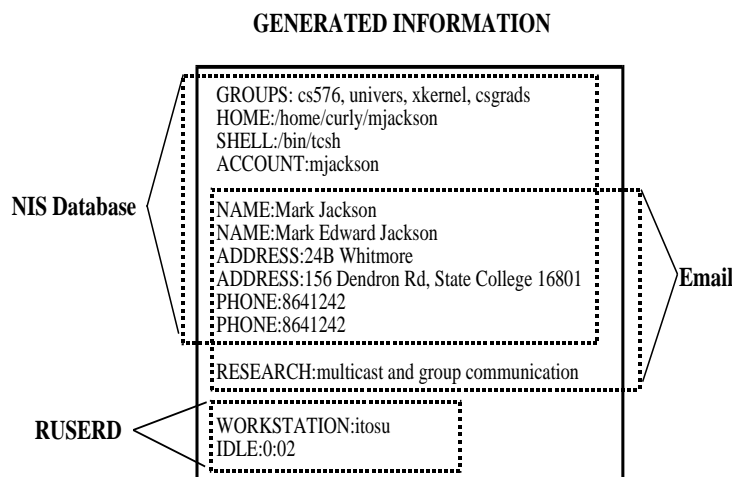 GENERATED INFORMATION
GROUPS: cs576, univers, xkernel, csgrads
HOME:/home/curly/mjackson
SHELL:/bin/tcsh
ACCOUNT:mjackson
NIS Database
NAME:Mark Jackson
NAME:Mark Edward Jackson
ADDRESS:24B Whitmore
ADDRESS:156 Dendron Rd, State College 16801
PHONE:8641242
PHONE:8641242
Email
RESEARCH:multicast and group communication
RUSERD
WORKSTATION:itosu
IDLE:0:02